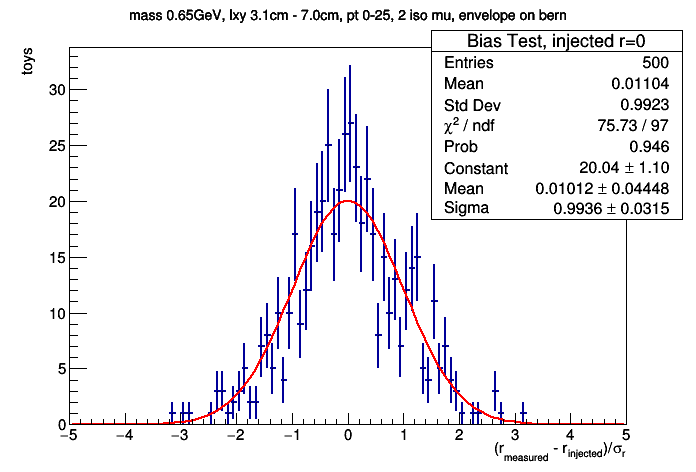 mass 0.65GeV, lxy 3.1cm - 7.0cm, pt 0-25, 2 iso mu, envelope on bern
Bias Test, injected r=0
Entries 500
Mean 0.01104
Std Dev 0.9923
χ² / ndf 75.73 / 97
Prob 0.946
Constant 20.04 ± 1.10
Mean 0.01012 ± 0.04448
Sigma 0.9936 ± 0.0315
toys
30
25
20
15
10
5
0
−5 −4 −3 −2 −1 0 1 2 3 4 5
(r_measured - r_injected)/σ_r